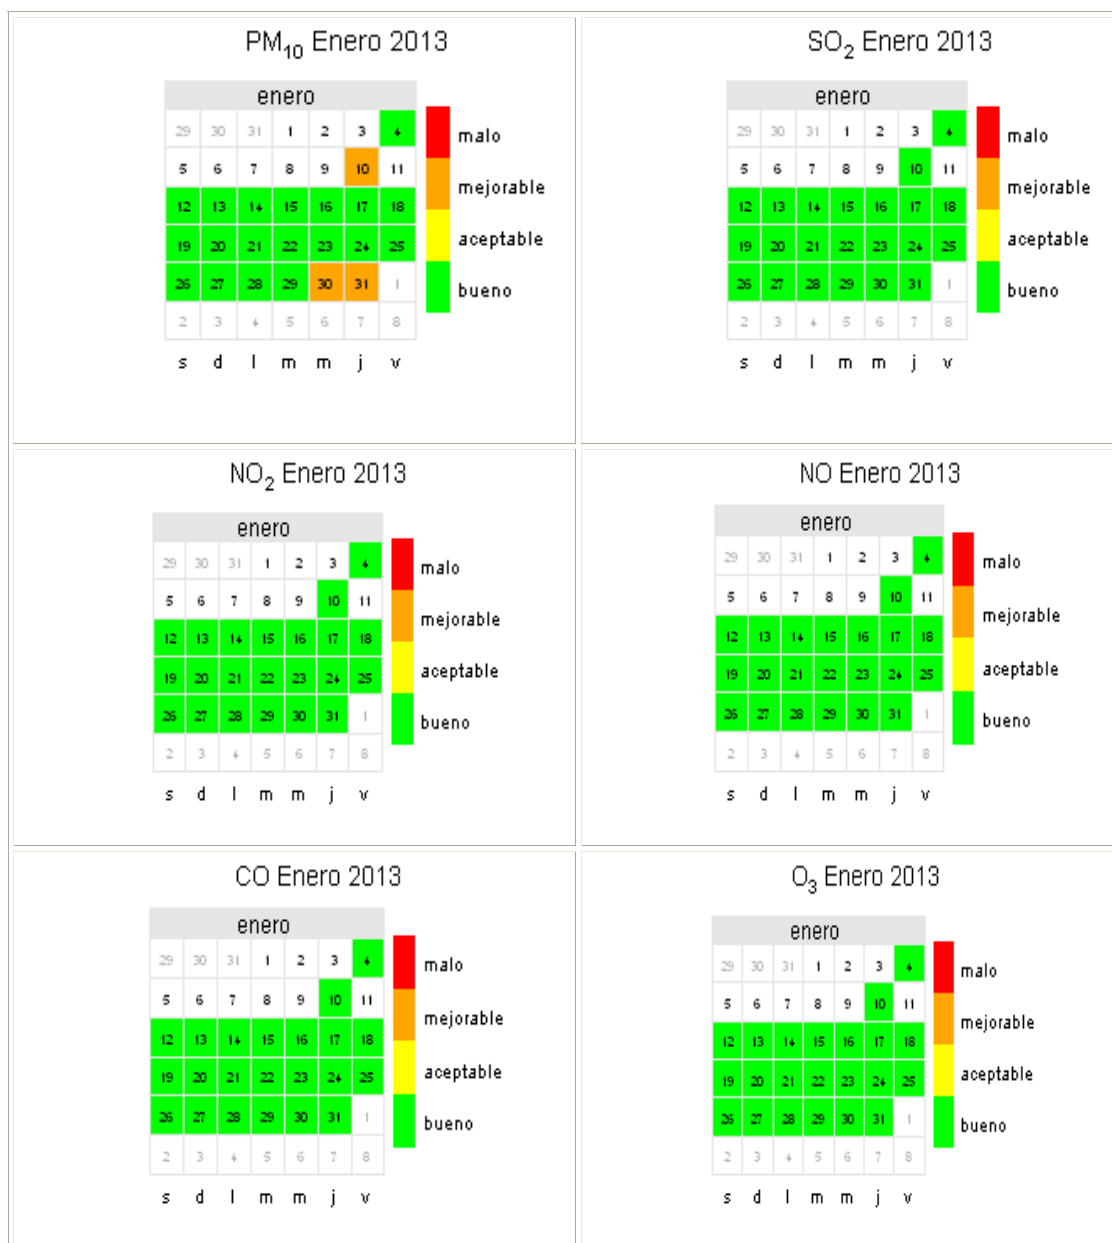 PM10 Enero 2013
enero
29 30 31 1 2 3 4
5 6 7 8 9 10 11
12 13 14 15 16 17 18
19 20 21 22 23 24 25
26 27 28 29 30 31 1
2 3 4 5 6 7 8
s d l m m j v
malo
mejorable
aceptable
bueno
SO2 Enero 2013
enero
29 30 31 1 2 3 4
5 6 7 8 9 10 11
12 13 14 15 16 17 18
19 20 21 22 23 24 25
26 27 28 29 30 31 1
2 3 4 5 6 7 8
s d l m m j v
malo
mejorable
aceptable
bueno
NO2 Enero 2013
enero
29 30 31 1 2 3 4
5 6 7 8 9 10 11
12 13 14 15 16 17 18
19 20 21 22 23 24 25
26 27 28 29 30 31 1
2 3 4 5 6 7 8
s d l m m j v
malo
mejorable
aceptable
bueno
NO Enero 2013
enero
29 30 31 1 2 3 4
5 6 7 8 9 10 11
12 13 14 15 16 17 18
19 20 21 22 23 24 25
26 27 28 29 30 31 1
2 3 4 5 6 7 8
s d l m m j v
malo
mejorable
aceptable
bueno
CO Enero 2013
enero
29 30 31 1 2 3 4
5 6 7 8 9 10 11
12 13 14 15 16 17 18
19 20 21 22 23 24 25
26 27 28 29 30 31 1
2 3 4 5 6 7 8
s d l m m j v
malo
mejorable
aceptable
bueno
O3 Enero 2013
enero
29 30 31 1 2 3 4
5 6 7 8 9 10 11
12 13 14 15 16 17 18
19 20 21 22 23 24 25
26 27 28 29 30 31 1
2 3 4 5 6 7 8
s d l m m j v
malo
mejorable
aceptable
bueno